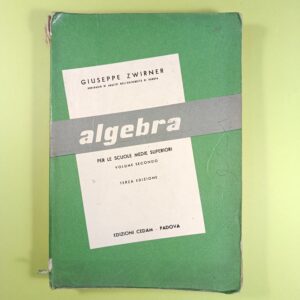 GIUSEPPE ZWIRNER
algebra
PER LE SCUOLE MEDIE SUPERIORI
VOLUME SECONDO
TERZA EDIZIONE
EDIZIONI CEDAM - PADOVA